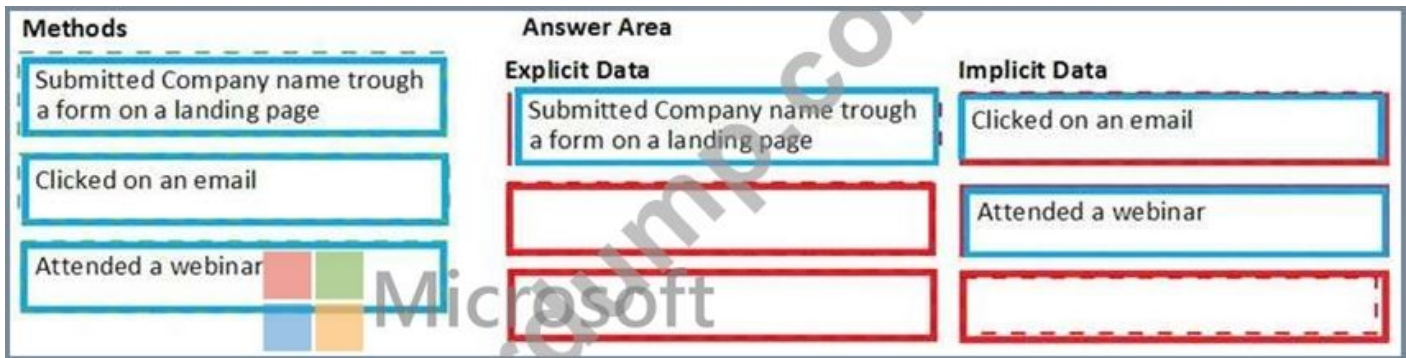 Methods
Submitted Company name trough
a form on a landing page
Clicked on an email
Attended a webinar
Answer Area
Explicit Data
Submitted Company name trough
a form on a landing page
Implicit Data
Clicked on an email
Attended a webinar
Microsoft